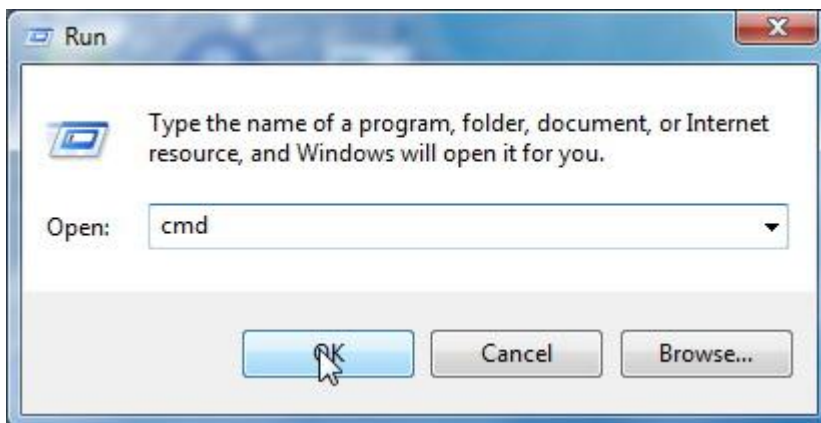 Run
Type the name of a program, folder, document, or Internet
resource, and Windows will open it for you.
Open: cmd
OK Cancel Browse...